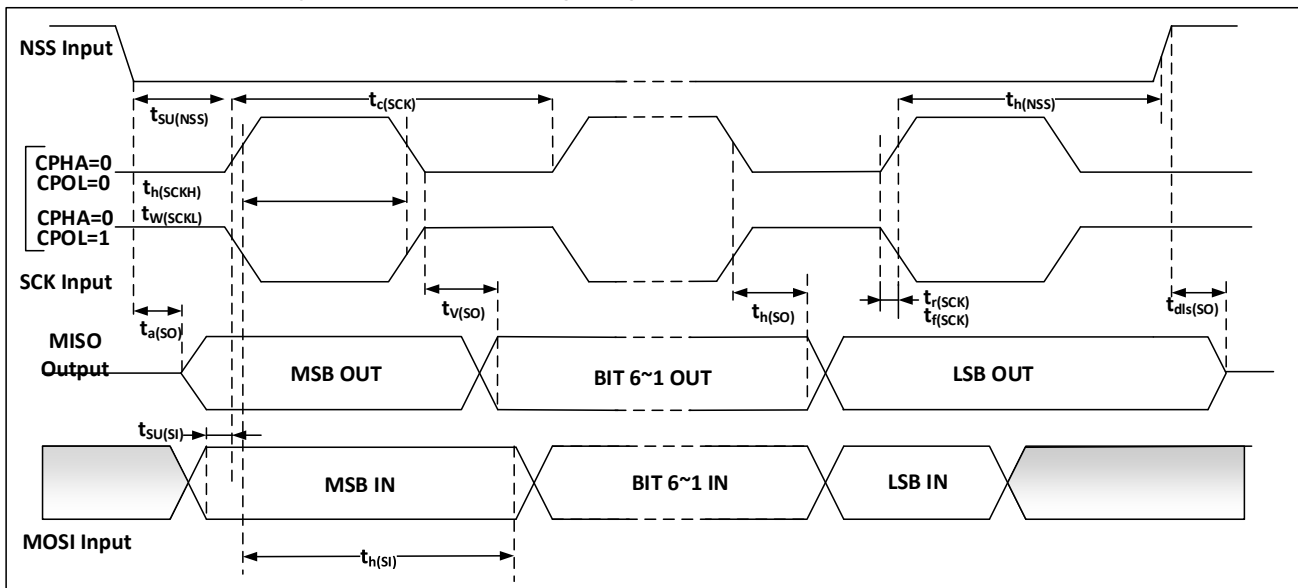 NSS Input
tSU(NSS)
tc(SCK)
th(NSS)
CPHA=0
CPOL=0
th(SCKH)
CPHA=0
tW(SCKL)
CPOL=1
SCK Input
ta(SO)
tV(SO)
th(SO)
tr(SCK)
tf(SCK)
tdIs(SO)
MISO
Output
MSB OUT
BIT 6~1 OUT
LSB OUT
tSU(SI)
MSB IN
BIT 6~1 IN
LSB IN
MOSI Input
th(SI)